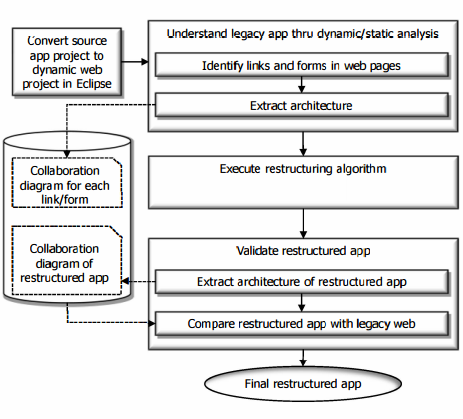 Convert source
app project to
dynamic web
project in Eclipse
Understand legacy app thru dynamic/static analysis
Identify links and forms in web pages
Extract architecture
Collaboration
diagram for each
link/form
Execute restructuring algorithm
Collaboration
diagram of
restructured app
Validate restructured app
Extract architecture of restructured app
Compare restructured app with legacy web
Final restructured app